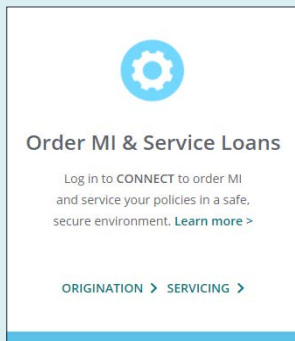 Order MI & Service Loans
Log in to CONNECT to order MI
and service your policies in a safe,
secure environment. Learn more >
ORIGINATION > SERVICING >